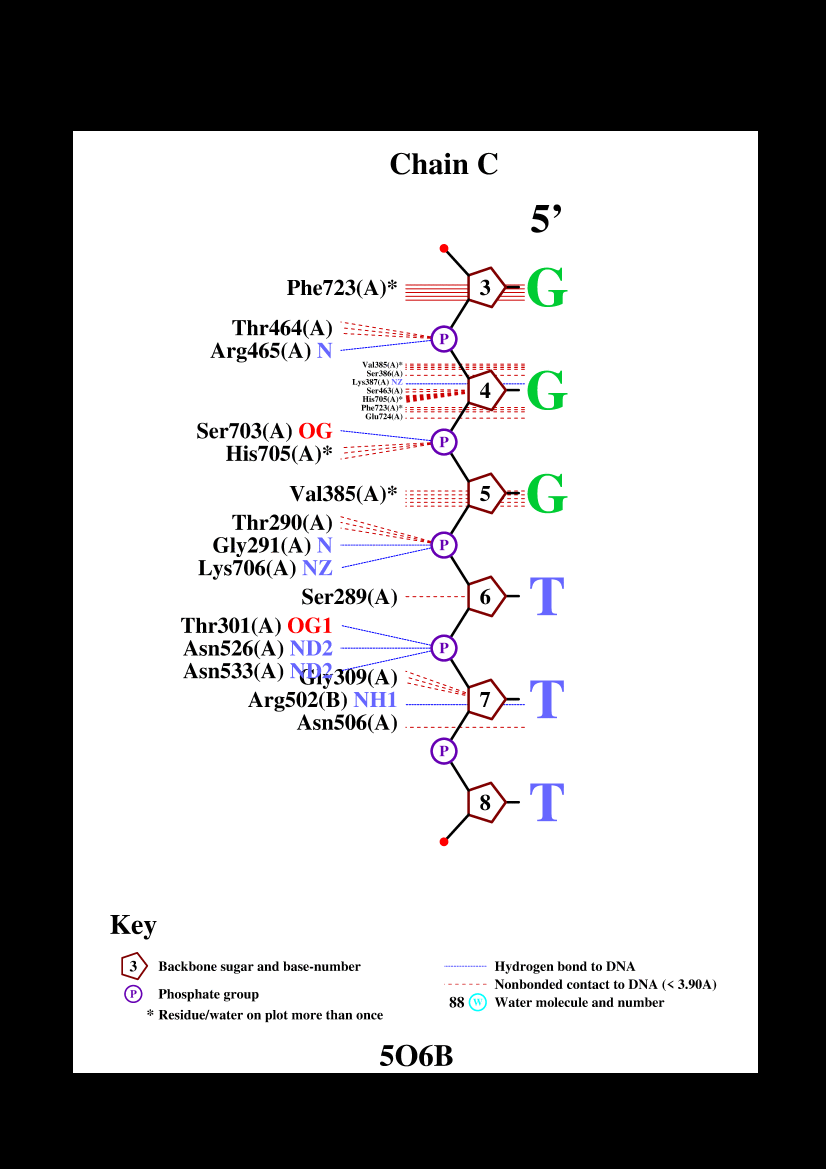 Chain C
5’
Phe723(A)* 3 G
Thr464(A)
P
Arg465(A) N
Val385(A)*
Ser386(A)
Lys387(A) NZ
Ser463(A) 4 G
His705(A)*
Phe723(A)*
Glu724(A)
Ser703(A) OG
P
His705(A)*
Val385(A)* 5 G
Thr290(A)
Gly291(A) N P
Lys706(A) NZ
Ser289(A) 6 T
Thr301(A) OG1
Asn526(A) ND2 P
Asn533(A) ND2
Gly309(A)
Arg502(B) NH1 7 T
Asn506(A)
P
8 T
Key
3 Backbone sugar and base-number
P Phosphate group
* Residue/water on plot more than once
Hydrogen bond to DNA
Nonbonded contact to DNA (< 3.90A)
88 W Water molecule and number
5O6B